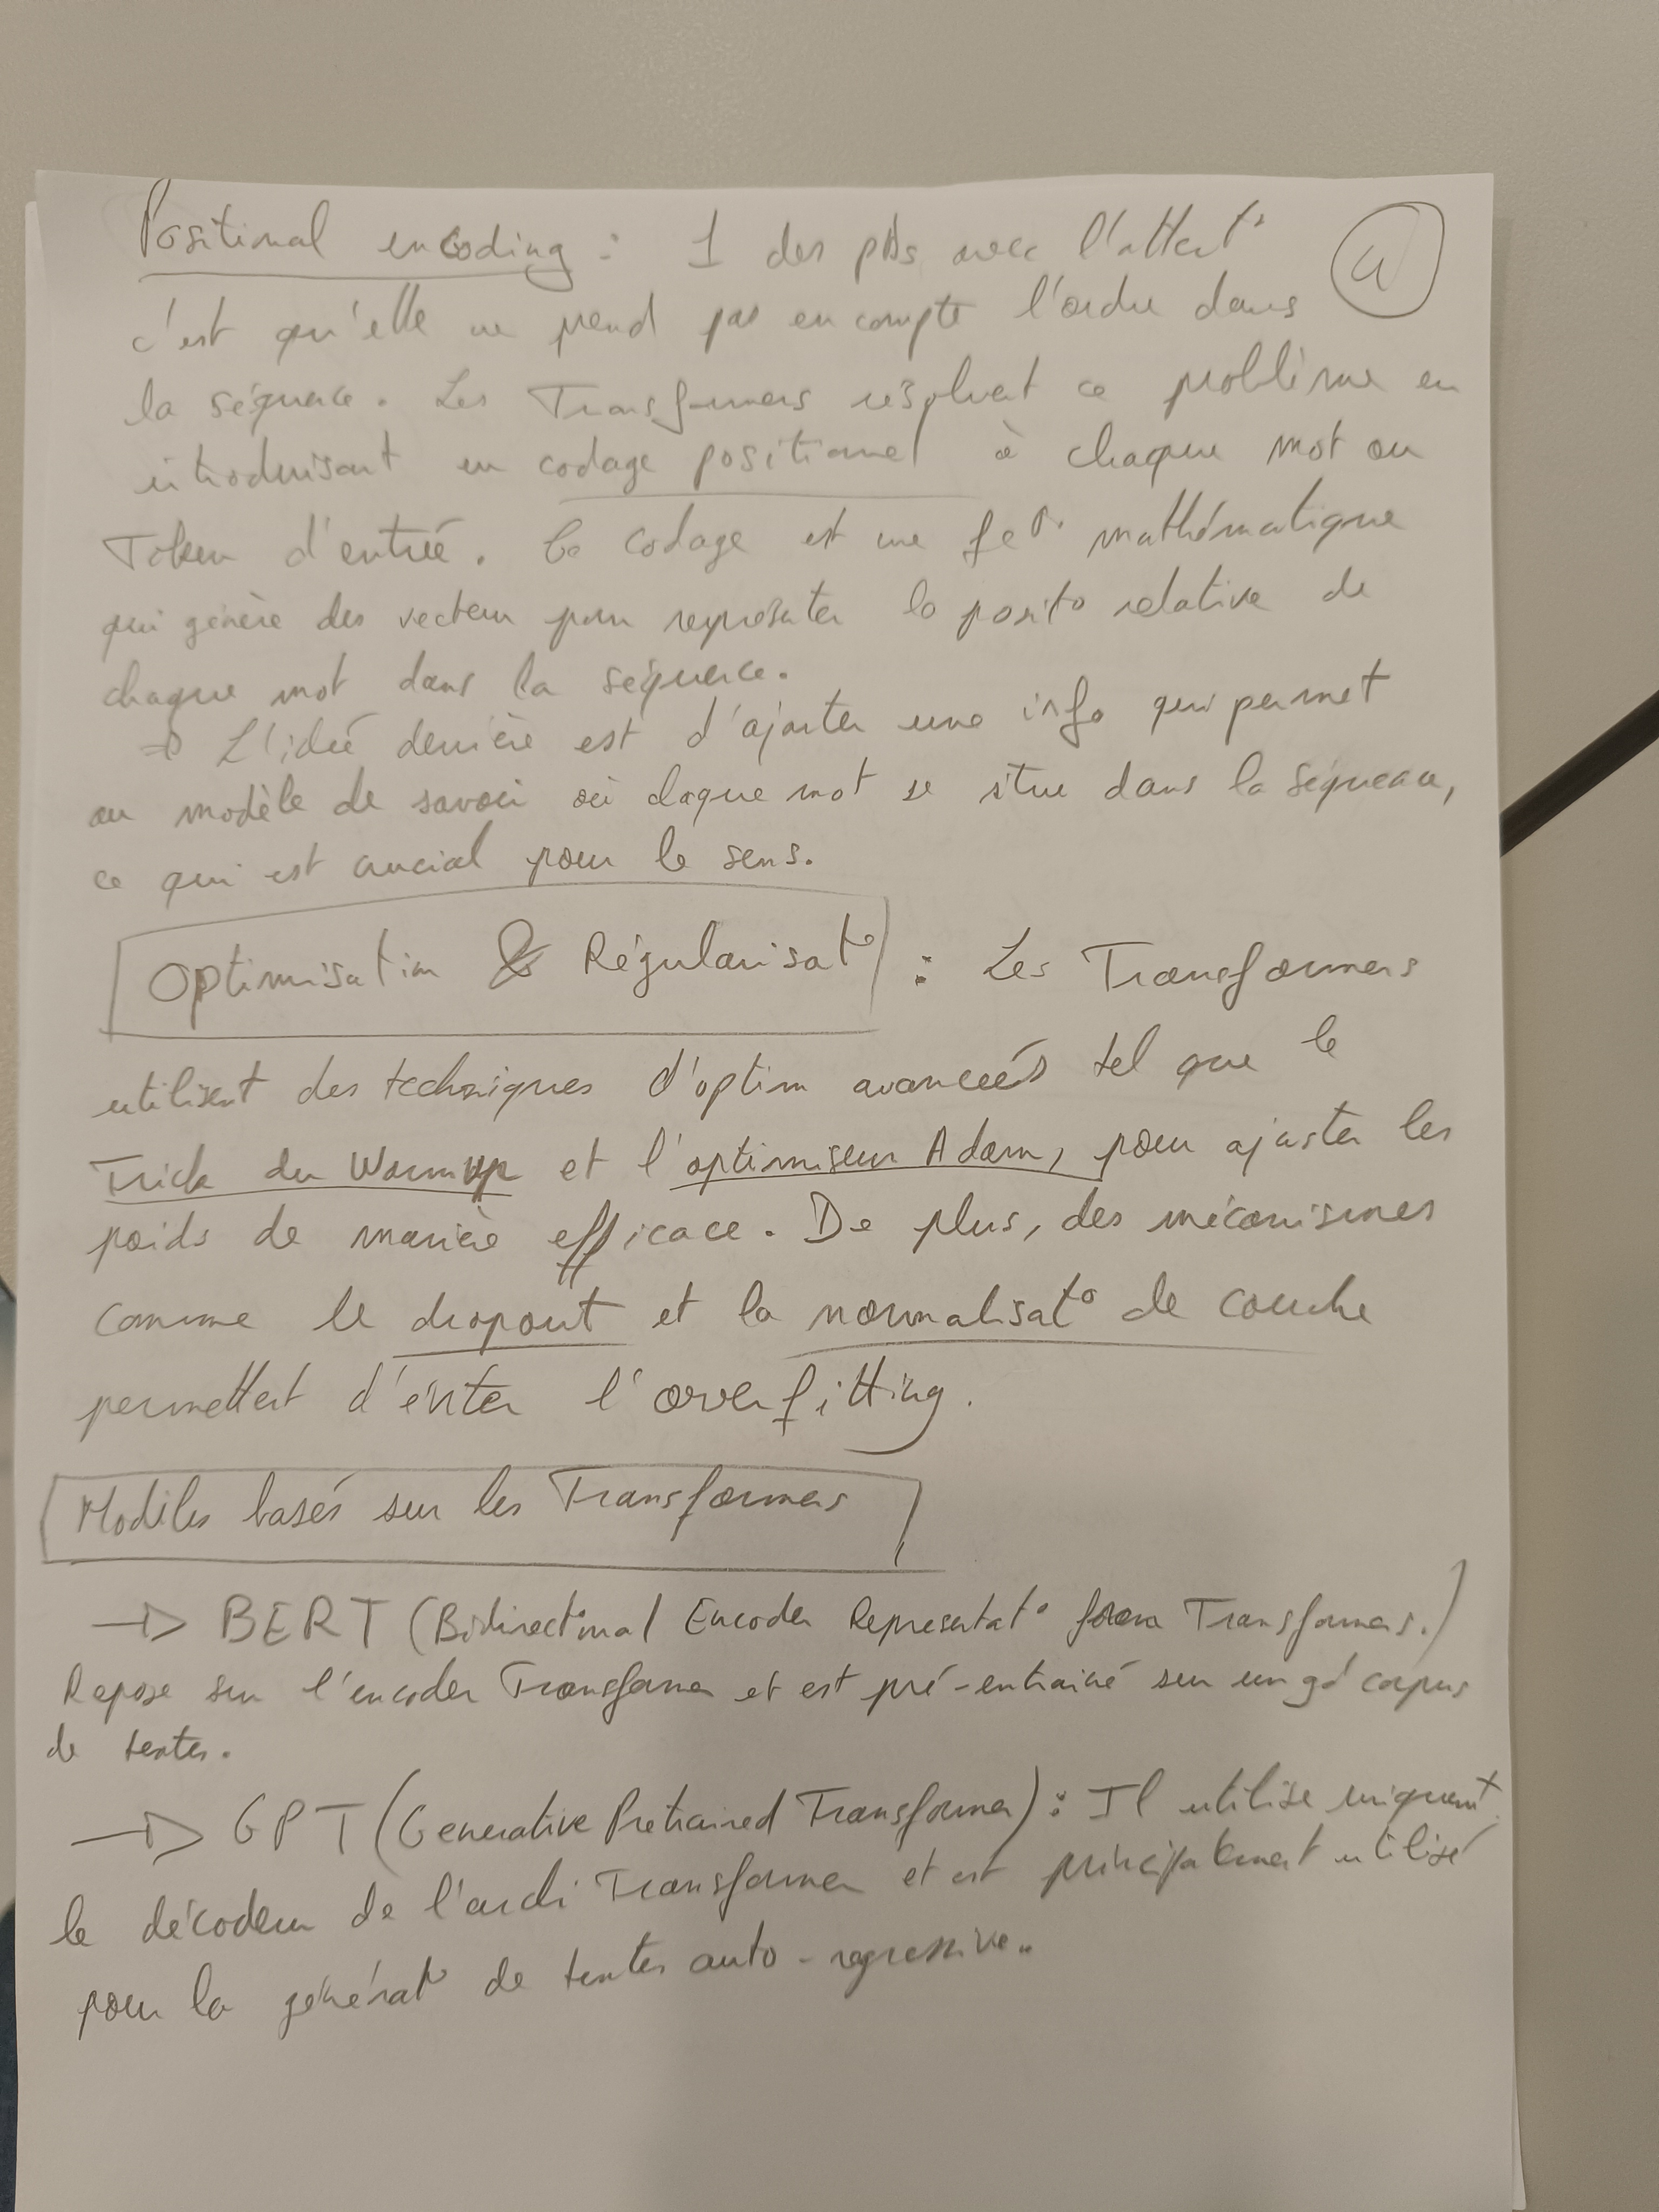 Positional encoding : 1 des pbs avec l'attent°
4
c'est qu'elle ne prend pas en compte l'ordre dans
la séquence. Les Transformers résolvent ce problème en
introduisant un codage positionnel à chaque mot ou
Token d'entrée. Ce codage est une fct° mathématique
qui génère des vecteur pour représenter la posit° relative de
chaque mot dans la séquence.
⇒ L'idée derrière est d'ajouter une info qui permet
au modèle de savoir où chaque mot se situe dans la séquence,
ce qui est crucial pour le sens.
Optimisation & Régularisat° : Les Transformers
utilisent des techniques d'optim avancées tel que le
Trick du Warmup et l'optimiseur Adam, pour ajuster les
poids de manière efficace. De plus, des mécanismes
comme le dropout et la normalisat° de couche
permettent d'éviter l'overfitting.
Modèles basés sur les Transformers
→ BERT (Bidirectional Encoder Representat° from Transformers.)
Repose sur l'encoder Transformer et est pré-entrainé sur un gd corpus
de textes.
→ GPT (Generative Pretrained Transformer) : Il utilise uniquemt
le décodeur de l'archi Transformer et est principalement utilisé
pour la générat° de textes auto-regressive..